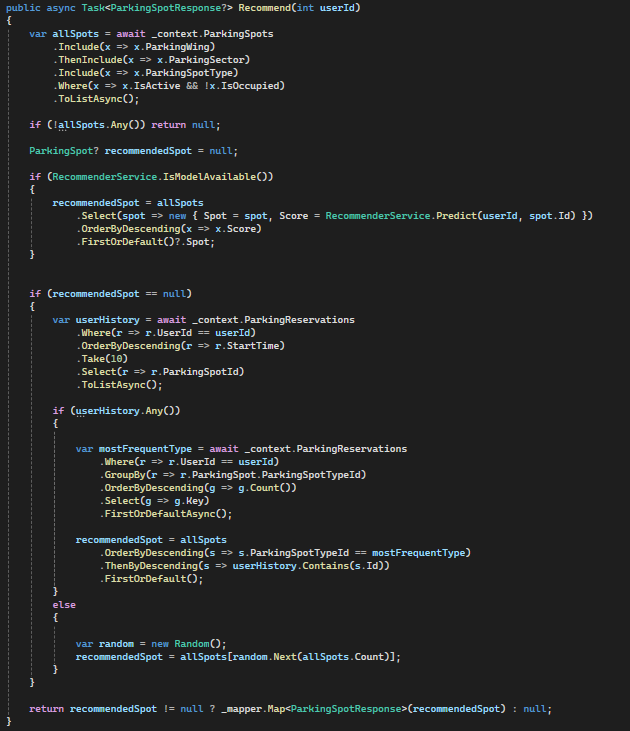 public async Task<ParkingSpotResponse?> Recommend(int userId)
{
    var allSpots = await _context.ParkingSpots
        .Include(x => x.ParkingWing)
        .ThenInclude(x => x.ParkingSector)
        .Include(x => x.ParkingSpotType)
        .Where(x => x.IsActive && !x.IsOccupied)
        .ToListAsync();
    if (!allSpots.Any()) return null;
    ParkingSpot? recommendedSpot = null;
    if (RecommenderService.IsModelAvailable())
    {
        recommendedSpot = allSpots
            .Select(spot => new { Spot = spot, Score = RecommenderService.Predict(userId, spot.Id) })
            .OrderByDescending(x => x.Score)
            .FirstOrDefault()?.Spot;
    }
    if (recommendedSpot == null)
    {
        var userHistory = await _context.ParkingReservations
            .Where(r => r.UserId == userId)
            .OrderByDescending(r => r.StartTime)
            .Take(10)
            .Select(r => r.ParkingSpotId)
            .ToListAsync();
        if (userHistory.Any())
        {
            var mostFrequentType = await _context.ParkingReservations
                .Where(r => r.UserId == userId)
                .GroupBy(r => r.ParkingSpot.ParkingSpotTypeId)
                .OrderByDescending(g => g.Count())
                .Select(g => g.Key)
                .FirstOrDefaultAsync();
            recommendedSpot = allSpots
                .OrderByDescending(s => s.ParkingSpotTypeId == mostFrequentType)
                .ThenByDescending(s => userHistory.Contains(s.Id))
                .FirstOrDefault();
        }
        else
        {
            var random = new Random();
            recommendedSpot = allSpots[random.Next(allSpots.Count)];
        }
    }
    return recommendedSpot != null ? _mapper.Map<ParkingSpotResponse>(recommendedSpot) : null;
}